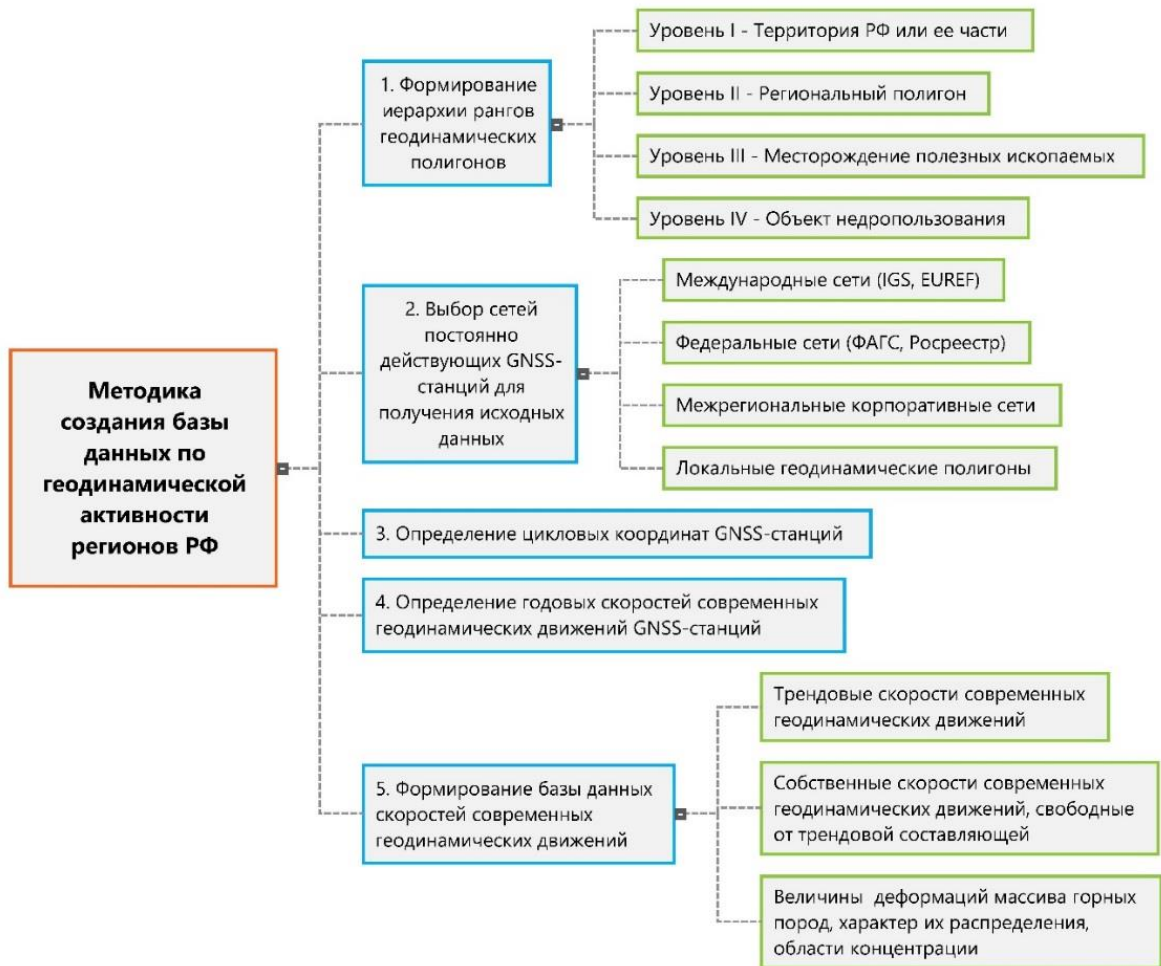 Методика
создания базы
данных по
геодинамической
активности
регионов РФ
1. Формирование
иерархии рангов
геодинамических
полигонов
Уровень I - Территория РФ или ее части
Уровень II - Региональный полигон
Уровень III - Месторождение полезных ископаемых
Уровень IV - Объект недропользования
2. Выбор сетей
постоянно
действующих GNSS-
станций для
получения исходных
данных
Международные сети (IGS, EUREF)
Федеральные сети (ФАГС, Росреестр)
Межрегиональные корпоративные сети
Локальные геодинамические полигоны
3. Определение цикловых координат GNSS-станций
4. Определение годовых скоростей современных
геодинамических движений GNSS-станций
5. Формирование базы данных
скоростей современных
геодинамических движений
Трендовые скорости современных
геодинамических движений
Собственные скорости современных
геодинамических движений, свободные
от трендовой составляющей
Величины деформаций массива горных
пород, характер их распределения,
области концентрации